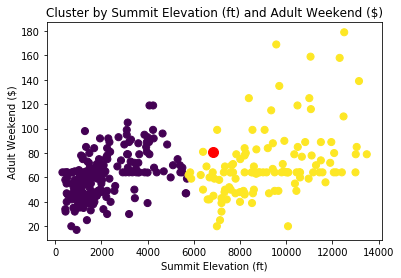 Cluster by Summit Elevation (ft) and Adult Weekend ($)
180
160
140
120
100
80
60
40
20
Adult Weekend ($)
0 2000 4000 6000 8000 10000 12000 14000
Summit Elevation (ft)